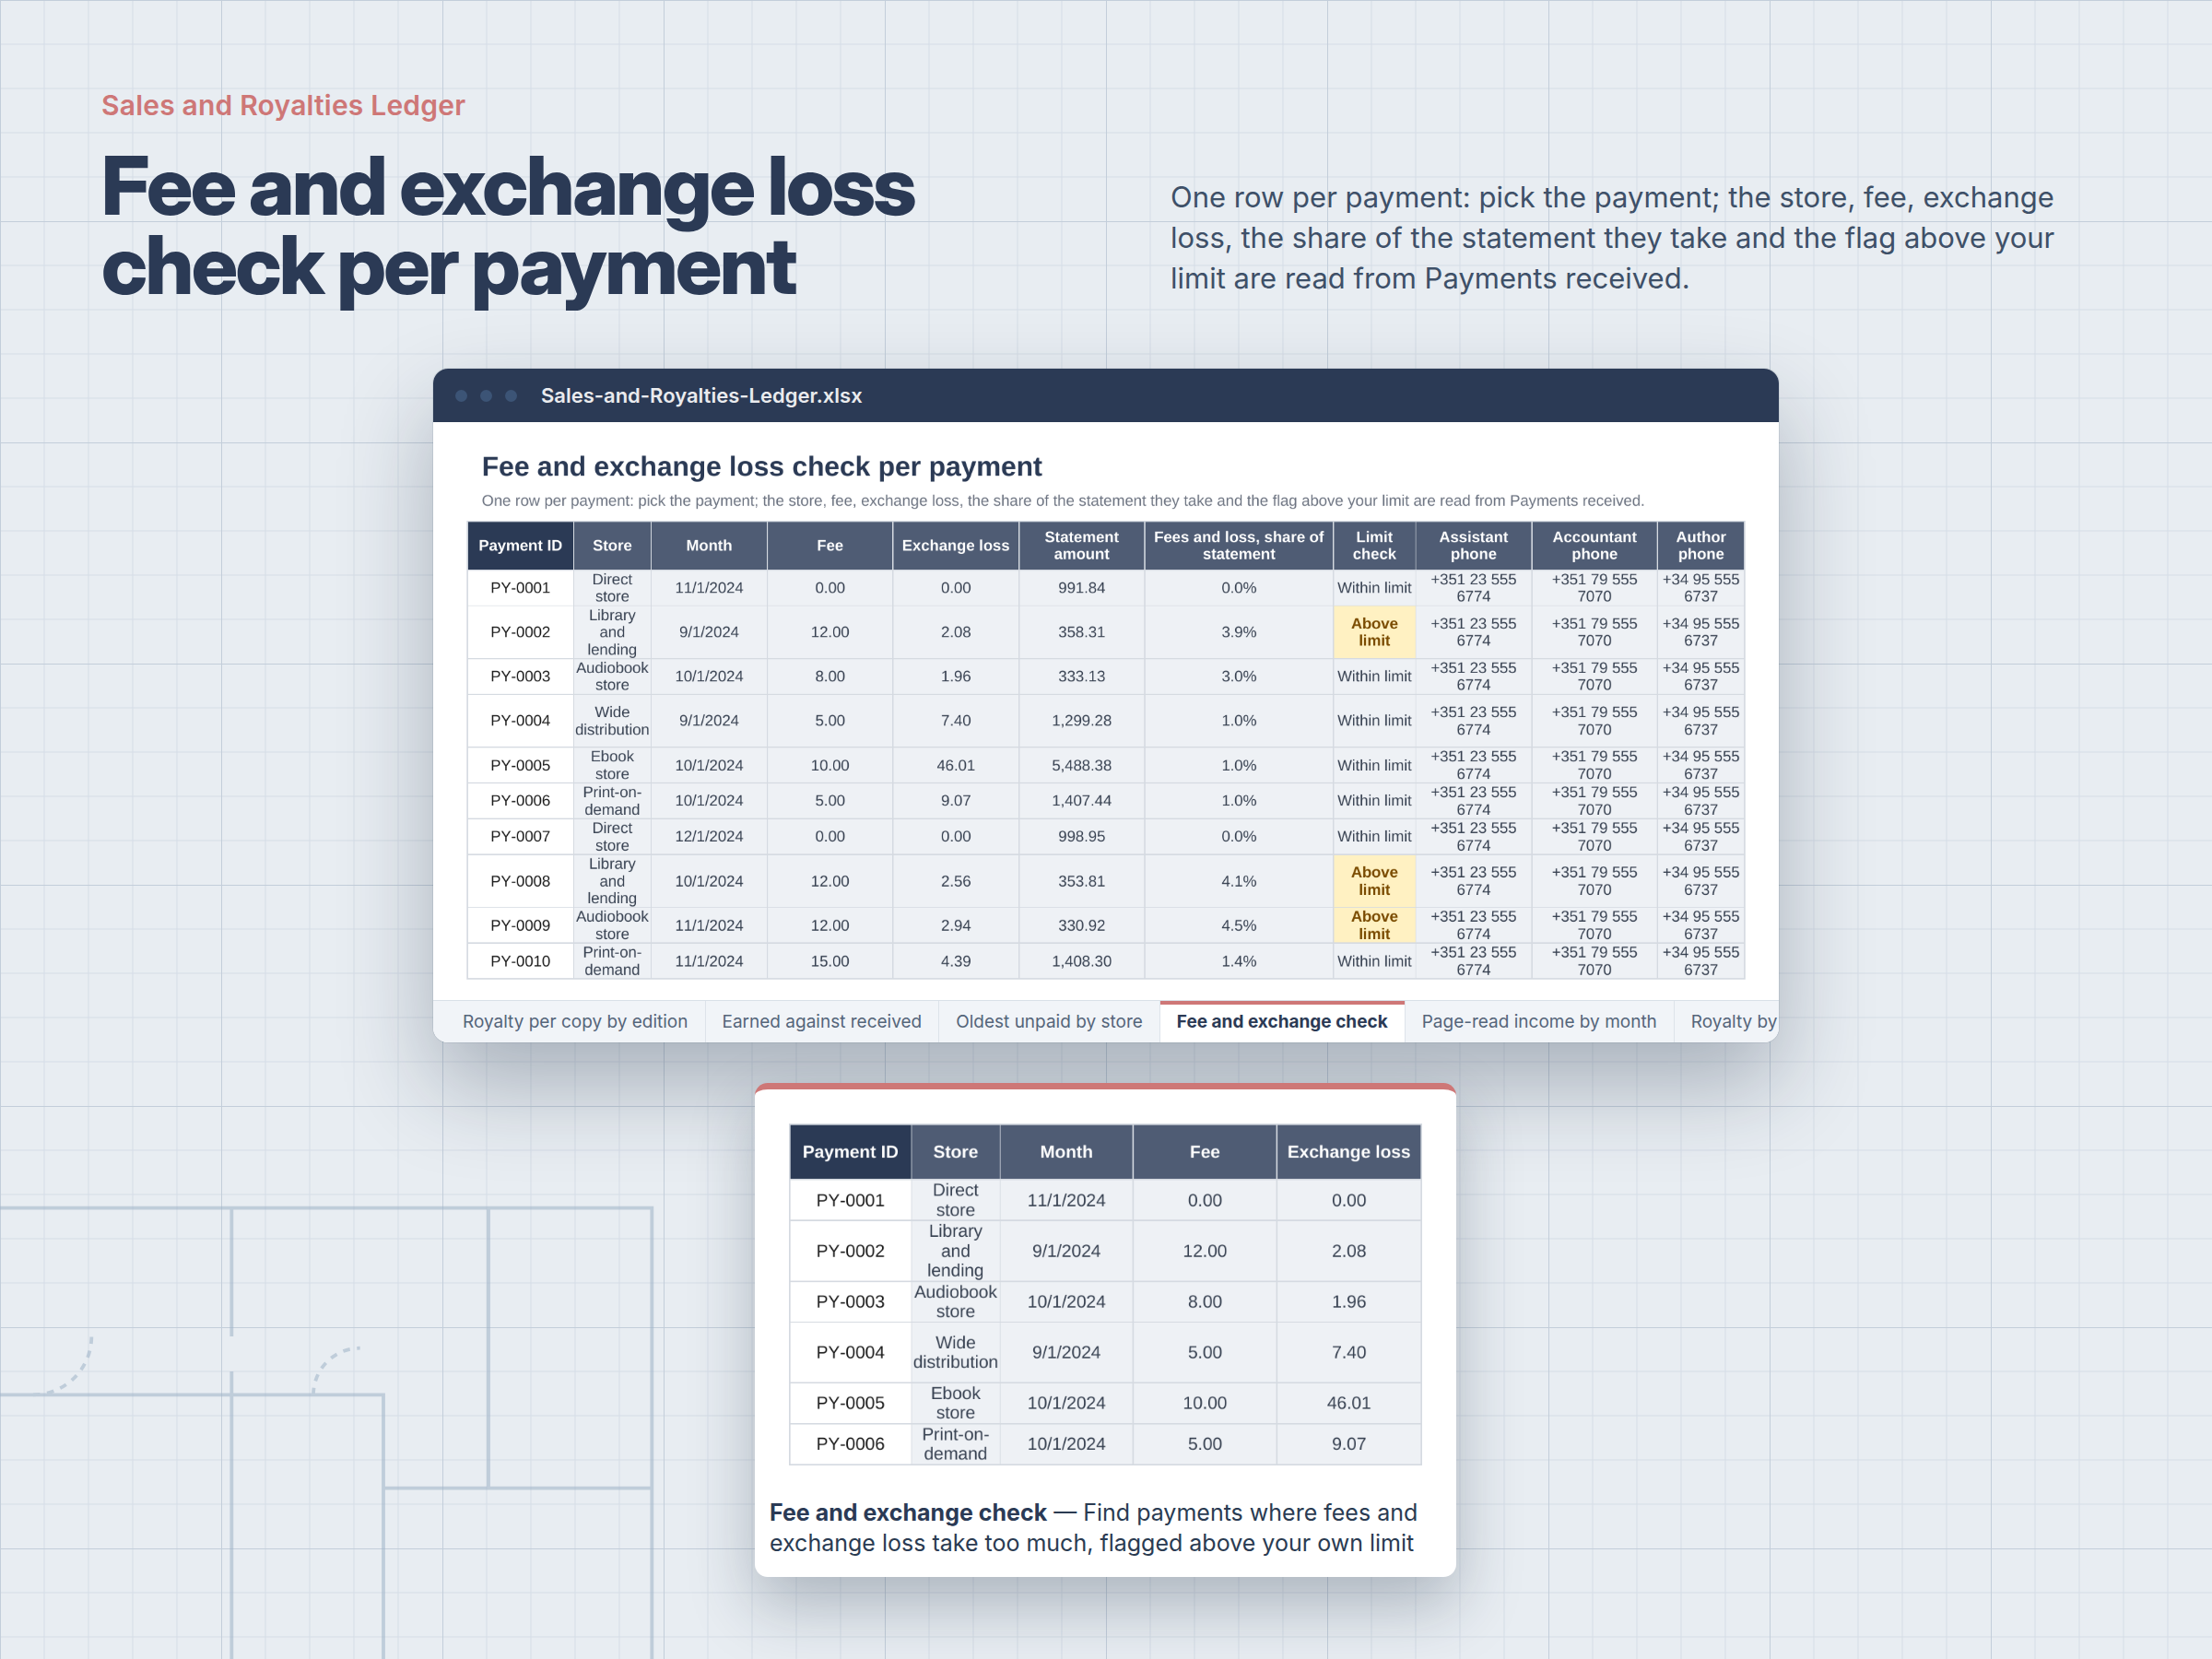 Sales and Royalties Ledger
Fee and exchange loss
check per payment
One row per payment: pick the payment; the store, fee, exchange
loss, the share of the statement they take and the flag above your
limit are read from Payments received.
Sales-and-Royalties-Ledger.xlsx
Fee and exchange loss check per payment
One row per payment: pick the payment; the store, fee, exchange loss, the share of the statement they take and the flag above your limit are read from Payments received.
Payment ID Store Month Fee Exchange loss Statement amount Fees and loss, share of statement Limit check Assistant phone Accountant phone Author phone
PY-0001 Direct store 11/1/2024 0.00 0.00 991.84 0.0% Within limit +351 23 555 6774 +351 79 555 7070 +34 95 555 6737
PY-0002 Library and lending 9/1/2024 12.00 2.08 358.31 3.9% Above limit +351 23 555 6774 +351 79 555 7070 +34 95 555 6737
PY-0003 Audiobook store 10/1/2024 8.00 1.96 333.13 3.0% Within limit +351 23 555 6774 +351 79 555 7070 +34 95 555 6737
PY-0004 Wide distribution 9/1/2024 5.00 7.40 1,299.28 1.0% Within limit +351 23 555 6774 +351 79 555 7070 +34 95 555 6737
PY-0005 Ebook store 10/1/2024 10.00 46.01 5,488.38 1.0% Within limit +351 23 555 6774 +351 79 555 7070 +34 95 555 6737
PY-0006 Print-on-demand 10/1/2024 5.00 9.07 1,407.44 1.0% Within limit +351 23 555 6774 +351 79 555 7070 +34 95 555 6737
PY-0007 Direct store 12/1/2024 0.00 0.00 998.95 0.0% Within limit +351 23 555 6774 +351 79 555 7070 +34 95 555 6737
PY-0008 Library and lending 10/1/2024 12.00 2.56 353.81 4.1% Above limit +351 23 555 6774 +351 79 555 7070 +34 95 555 6737
PY-0009 Audiobook store 11/1/2024 12.00 2.94 330.92 4.5% Above limit +351 23 555 6774 +351 79 555 7070 +34 95 555 6737
PY-0010 Print-on-demand 11/1/2024 15.00 4.39 1,408.30 1.4% Within limit +351 23 555 6774 +351 79 555 7070 +34 95 555 6737
Royalty per copy by edition Earned against received Oldest unpaid by store Fee and exchange check Page-read income by month Royalty by
Payment ID Store Month Fee Exchange loss
PY-0001 Direct store 11/1/2024 0.00 0.00
PY-0002 Library and lending 9/1/2024 12.00 2.08
PY-0003 Audiobook store 10/1/2024 8.00 1.96
PY-0004 Wide distribution 9/1/2024 5.00 7.40
PY-0005 Ebook store 10/1/2024 10.00 46.01
PY-0006 Print-on-demand 10/1/2024 5.00 9.07
Fee and exchange check — Find payments where fees and
exchange loss take too much, flagged above your own limit